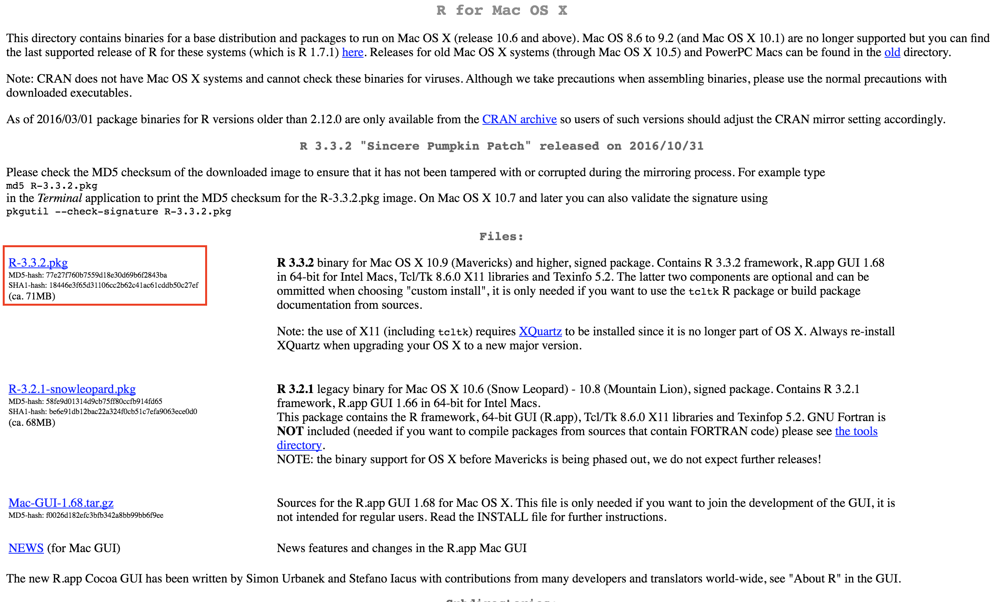 R for Mac OS X
This directory contains binaries for a base distribution and packages to run on Mac OS X (release 10.6 and above). Mac OS 8.6 to 9.2 (and Mac OS X 10.1) are no longer supported but you can find
the last supported release of R for these systems (which is R 1.7.1) here. Releases for old Mac OS X systems (through Mac OS X 10.5) and PowerPC Macs can be found in the old directory.
Note: CRAN does not have Mac OS X systems and cannot check these binaries for viruses. Although we take precautions when assembling binaries, please use the normal precautions with
downloaded executables.
As of 2016/03/01 package binaries for R versions older than 2.12.0 are only available from the CRAN archive so users of such versions should adjust the CRAN mirror setting accordingly.
R 3.3.2 "Sincere Pumpkin Patch" released on 2016/10/31
Please check the MD5 checksum of the downloaded image to ensure that it has not been tampered with or corrupted during the mirroring process. For example type
md5 R-3.3.2.pkg
in the Terminal application to print the MD5 checksum for the R-3.3.2.pkg image. On Mac OS X 10.7 and later you can also validate the signature using
pkgutil --check-signature R-3.3.2.pkg
Files:
R-3.3.2.pkg
MD5-hash: 77e27f760b7559d18e30d69b6f2843ba
SHA1-hash: 18446e3f65d31106cc2b62c41ac61cddb50c27ef
(ca. 71MB)
R 3.3.2 binary for Mac OS X 10.9 (Mavericks) and higher, signed package. Contains R 3.3.2 framework, R.app GUI 1.68
in 64-bit for Intel Macs, Tcl/Tk 8.6.0 X11 libraries and Texinfo 5.2. The latter two components are optional and can be
ommitted when choosing "custom install", it is only needed if you want to use the tcltk R package or build package
documentation from sources.
Note: the use of X11 (including tcltk) requires XQuartz to be installed since it is no longer part of OS X. Always re-install
XQuartz when upgrading your OS X to a new major version.
R-3.2.1-snowleopard.pkg
MD5-hash: 58fe9d01314d9cb75ff80ccfb914fd65
SHA1-hash: be6e91db12bac22a324f0cb51c7efa9063ece0d0
(ca. 68MB)
R 3.2.1 legacy binary for Mac OS X 10.6 (Snow Leopard) - 10.8 (Mountain Lion), signed package. Contains R 3.2.1
framework, R.app GUI 1.66 in 64-bit for Intel Macs.
This package contains the R framework, 64-bit GUI (R.app), Tcl/Tk 8.6.0 X11 libraries and Texinfop 5.2. GNU Fortran is
NOT included (needed if you want to compile packages from sources that contain FORTRAN code) please see the tools
directory.
NOTE: the binary support for OS X before Mavericks is being phased out, we do not expect further releases!
Mac-GUI-1.68.tar.gz
MD5-hash: f0026d182efc3bfb342a8bb99bb6f9ee
Sources for the R.app GUI 1.68 for Mac OS X. This file is only needed if you want to join the development of the GUI, it is
not intended for regular users. Read the INSTALL file for further instructions.
NEWS (for Mac GUI)
News features and changes in the R.app Mac GUI
The new R.app Cocoa GUI has been written by Simon Urbanek and Stefano Iacus with contributions from many developers and translators world-wide, see "About R" in the GUI.